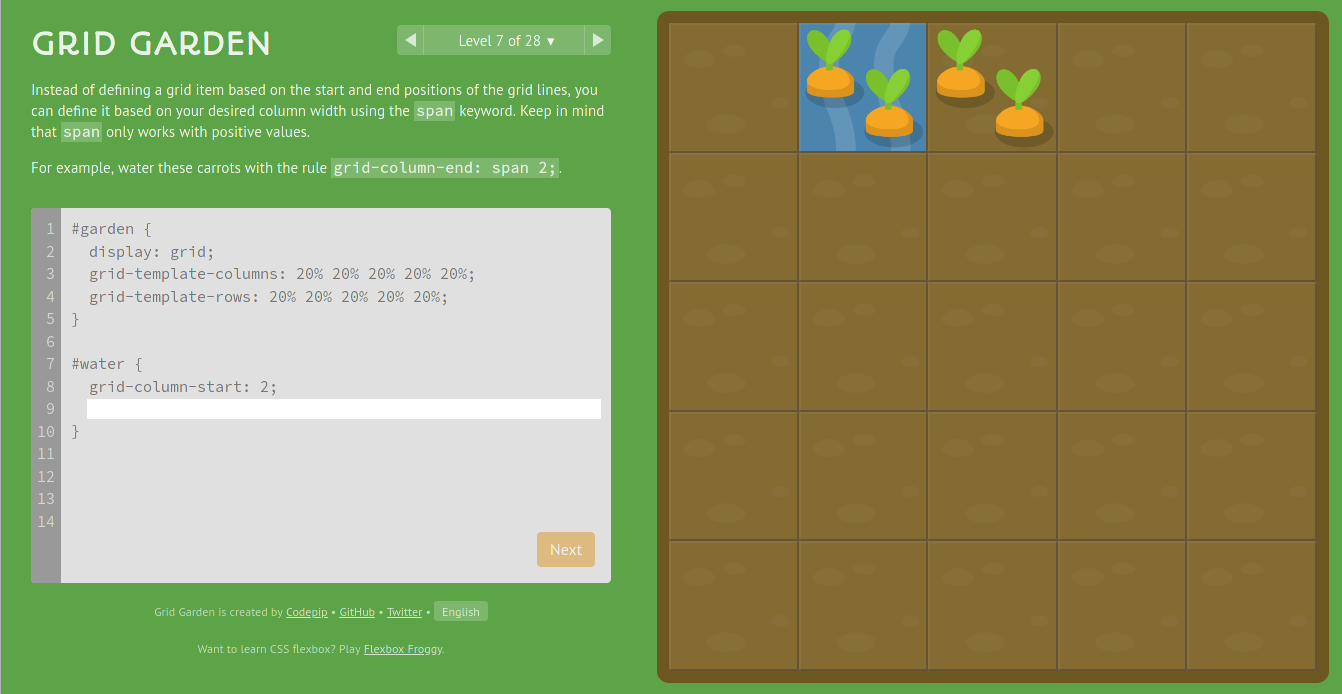 GRID GARDEN
◀ Level 7 of 28 ▾ ▶
Instead of defining a grid item based on the start and end positions of the grid lines, you
can define it based on your desired column width using the span keyword. Keep in mind
that span only works with positive values.
For example, water these carrots with the rule grid-column-end: span 2;.
1 #garden {
2 display: grid;
3 grid-template-columns: 20% 20% 20% 20% 20%;
4 grid-template-rows: 20% 20% 20% 20% 20%;
5 }
6
7 #water {
8 grid-column-start: 2;
9
10 }
11
12
13
14
Next
Grid Garden is created by Codepip • GitHub • Twitter • English
Want to learn CSS flexbox? Play Flexbox Froggy.